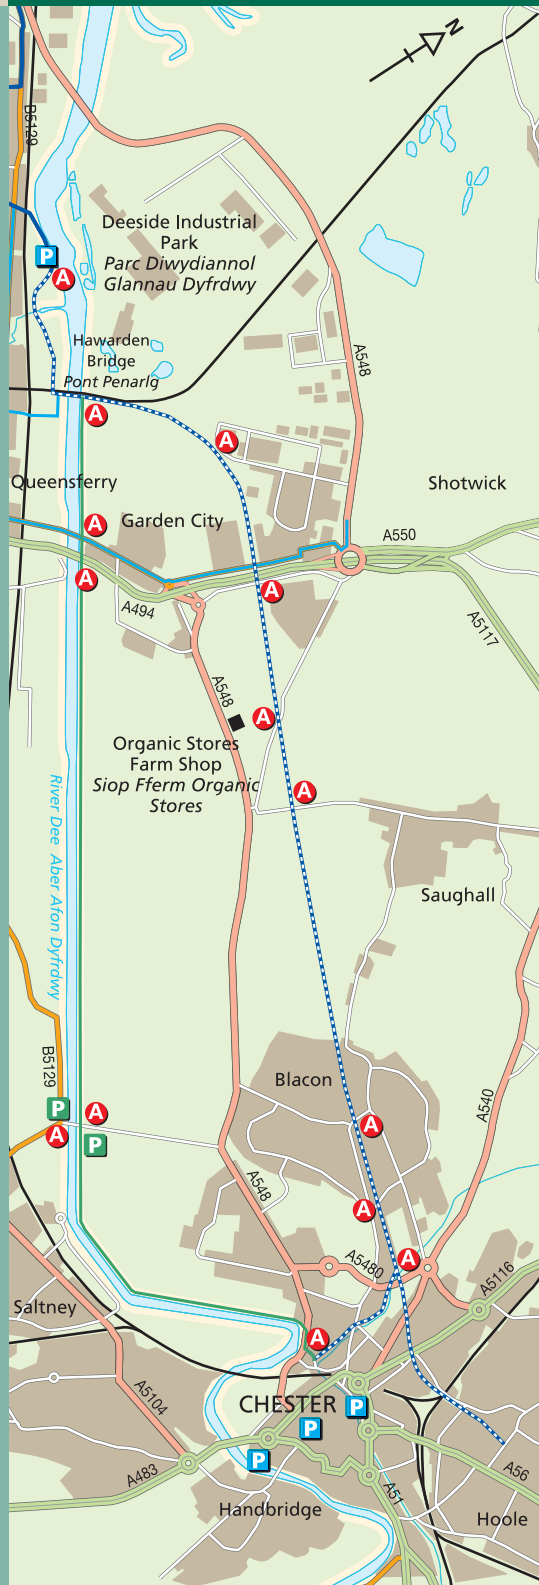 N
B5129
Deeside Industrial
Park
Parc Diwydiannol
Glannau Dyfrdwy
P
A
Hawarden
Bridge
Pont Penarlg
A548
A
A
Queensferry
Shotwick
A
Garden City
A550
A
A
A494
A5117
A548
A
Organic Stores
Farm Shop
Siop Fferm Organic
Stores
A
River Dee Aber Afon Dyfrdwy
Saughall
B5129
Blacon
P
A
A
P
A
A540
A548
A
A
A5480
A5116
Saltney
A
A5104
CHESTER
P
P
P
A483
A51
A56
Handbridge
Hoole